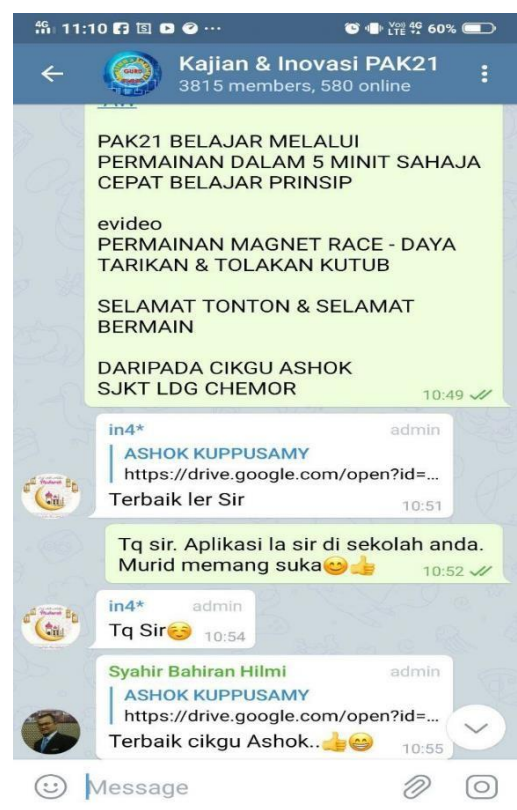 4G 11:10 ... VoLTE 4G 60%
GURU
Kajian & Inovasi PAK21
3815 members, 580 online
PAK21 BELAJAR MELALUI
PERMAINAN DALAM 5 MINIT SAHAJA
CEPAT BELAJAR PRINSIP
evideo
PERMAINAN MAGNET RACE - DAYA
TARIKAN & TOLAKAN KUTUB
SELAMAT TONTON & SELAMAT
BERMAIN
DARIPADA CIKGU ASHOK
SJKT LDG CHEMOR
10:49
in4* admin
ASHOK KUPPUSAMY
https://drive.google.com/open?id=...
Terbaik ler Sir
10:51
Tq sir. Aplikasi la sir di sekolah anda.
Murid memang suka😊👍
10:52
in4* admin
Tq Sir☺️ 10:54
Syahir Bahiran Hilmi admin
ASHOK KUPPUSAMY
https://drive.google.com/open?id=...
Terbaik cikgu Ashok..👍😁
10:55
Message